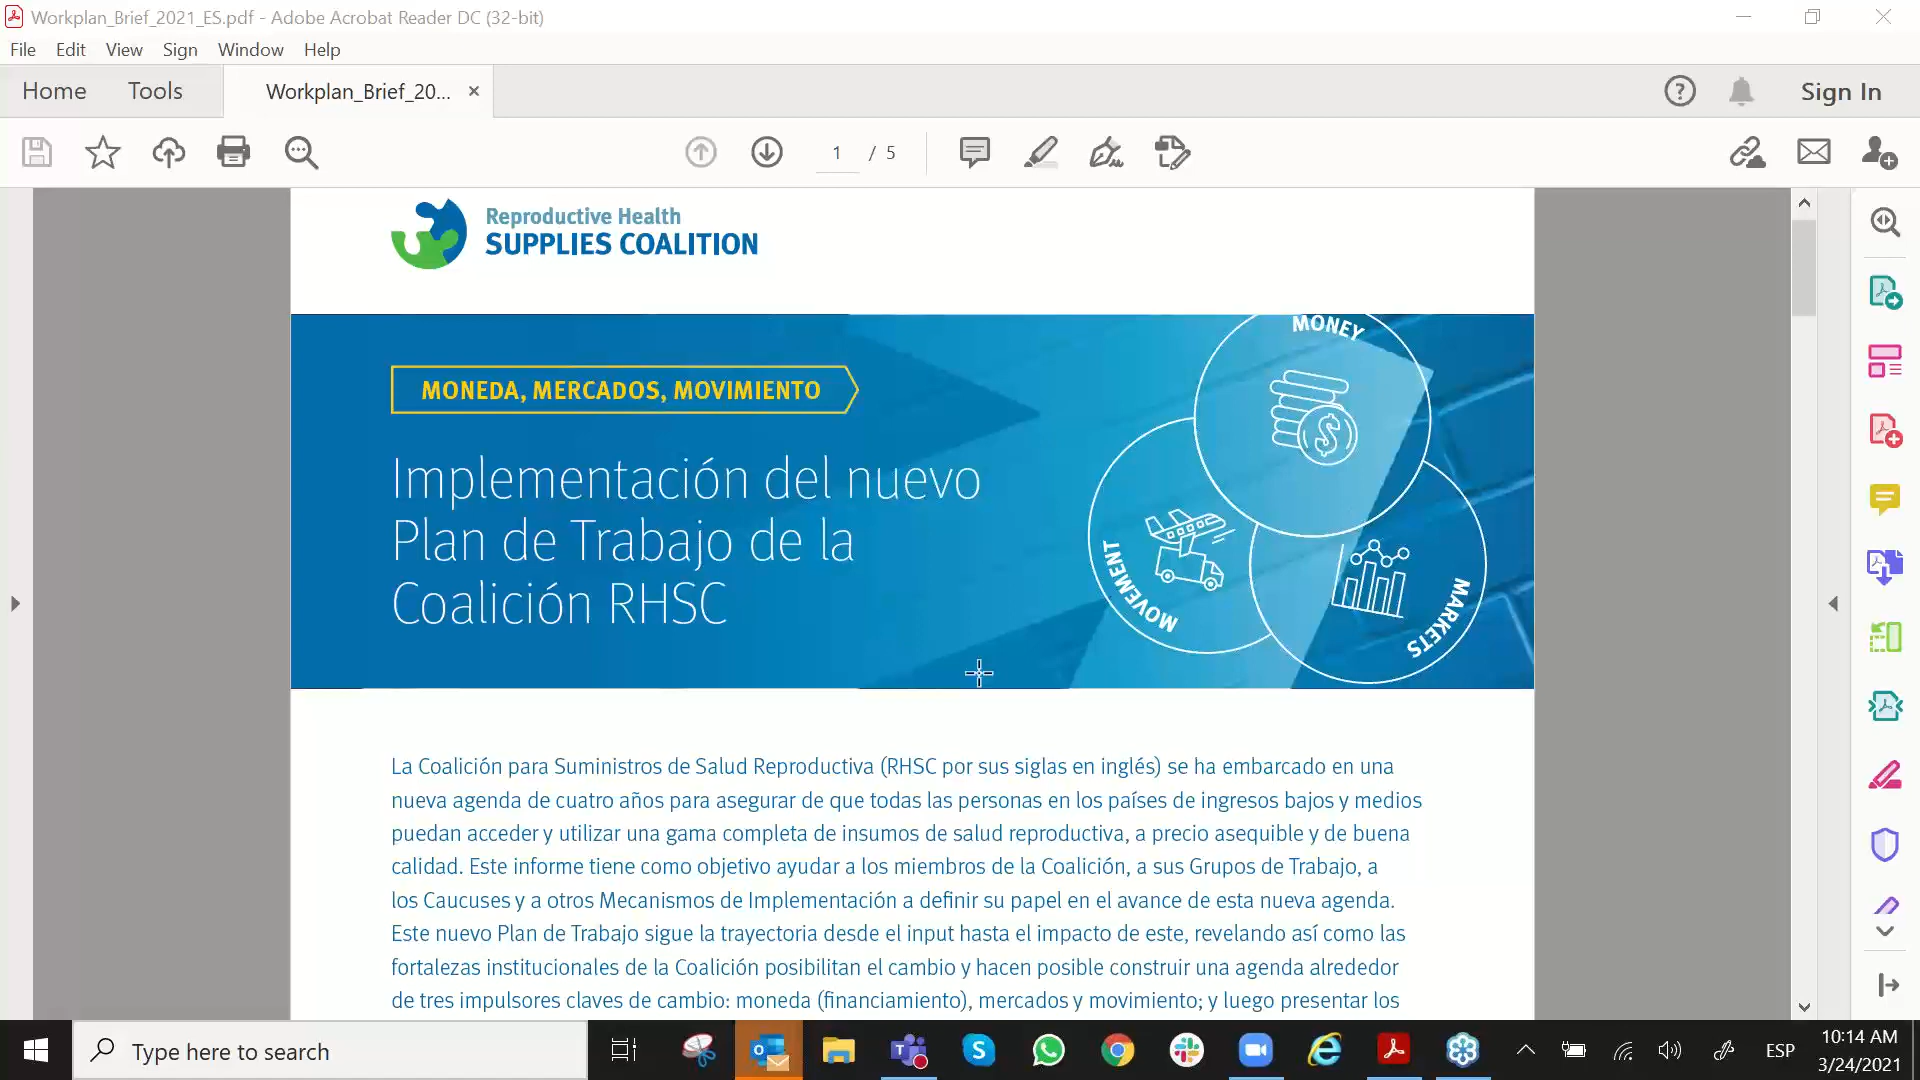 Workplan_Brief_2021_ES.pdf - Adobe Acrobat Reader DC (32-bit)
File Edit View Sign Window Help
Home Tools Workplan_Brief_20... × Sign In
1 / 5
Reproductive Health
SUPPLIES COALITION
MONEY
MONEDA, MERCADOS, MOVIMIENTO
Implementación del nuevo
Plan de Trabajo de la
Coalición RHSC
MOVEMENT
MARKETS
La Coalición para Suministros de Salud Reproductiva (RHSC por sus siglas en inglés) se ha embarcado en una
nueva agenda de cuatro años para asegurar de que todas las personas en los países de ingresos bajos y medios
puedan acceder y utilizar una gama completa de insumos de salud reproductiva, a precio asequible y de buena
calidad. Este informe tiene como objetivo ayudar a los miembros de la Coalición, a sus Grupos de Trabajo, a
los Caucuses y a otros Mecanismos de Implementación a definir su papel en el avance de esta nueva agenda.
Este nuevo Plan de Trabajo sigue la trayectoria desde el input hasta el impacto de este, revelando así como las
fortalezas institucionales de la Coalición posibilitan el cambio y hacen posible construir una agenda alrededor
de tres impulsores claves de cambio: moneda (financiamiento), mercados y movimiento; y luego presentar los
Type here to search
ESP
10:14 AM
3/24/2021